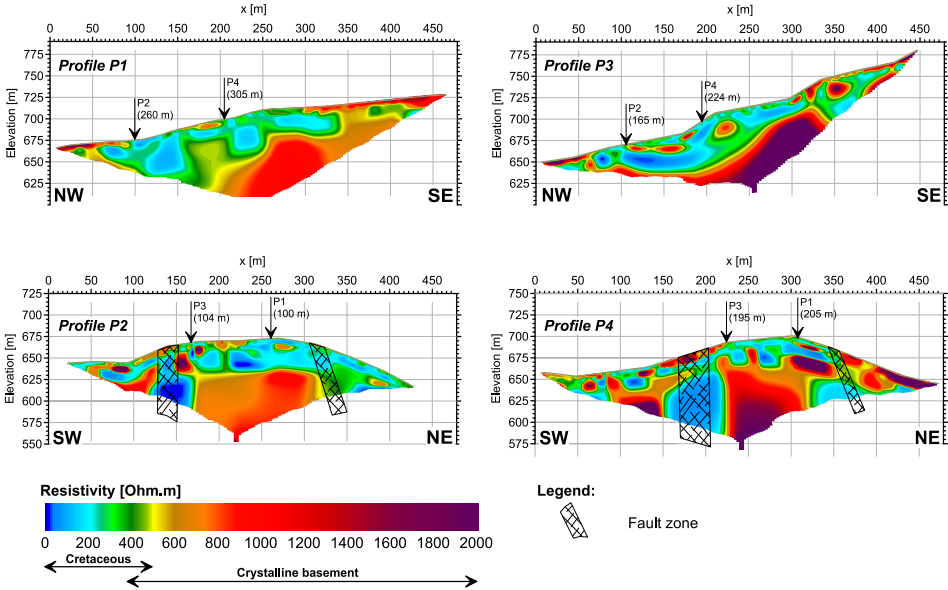 x [m]
0 50 100 150 200 250 300 350 400 450
Elevation [m]
775
750
725
700
675
650
625
Profile P1
P2
(260 m)
P4
(305 m)
NW
SE
x [m]
0 50 100 150 200 250 300 350 400 450
Elevation [m]
775
750
725
700
675
650
625
Profile P3
P2
(165 m)
P4
(224 m)
NW
SE
x [m]
0 50 100 150 200 250 300 350 400 450
Elevation [m]
725
700
675
650
625
600
575
550
Profile P2
P3
(104 m)
P1
(100 m)
SW
NE
x [m]
0 50 100 150 200 250 300 350 400 450
Elevation [m]
750
725
700
675
650
625
600
575
Profile P4
P3
(195 m)
P1
(205 m)
SW
NE
Resistivity [Ohm.m]
0 200 400 600 800 1000 1200 1400 1600 1800 2000
Cretaceous
Crystalline basement
Legend:
Fault zone